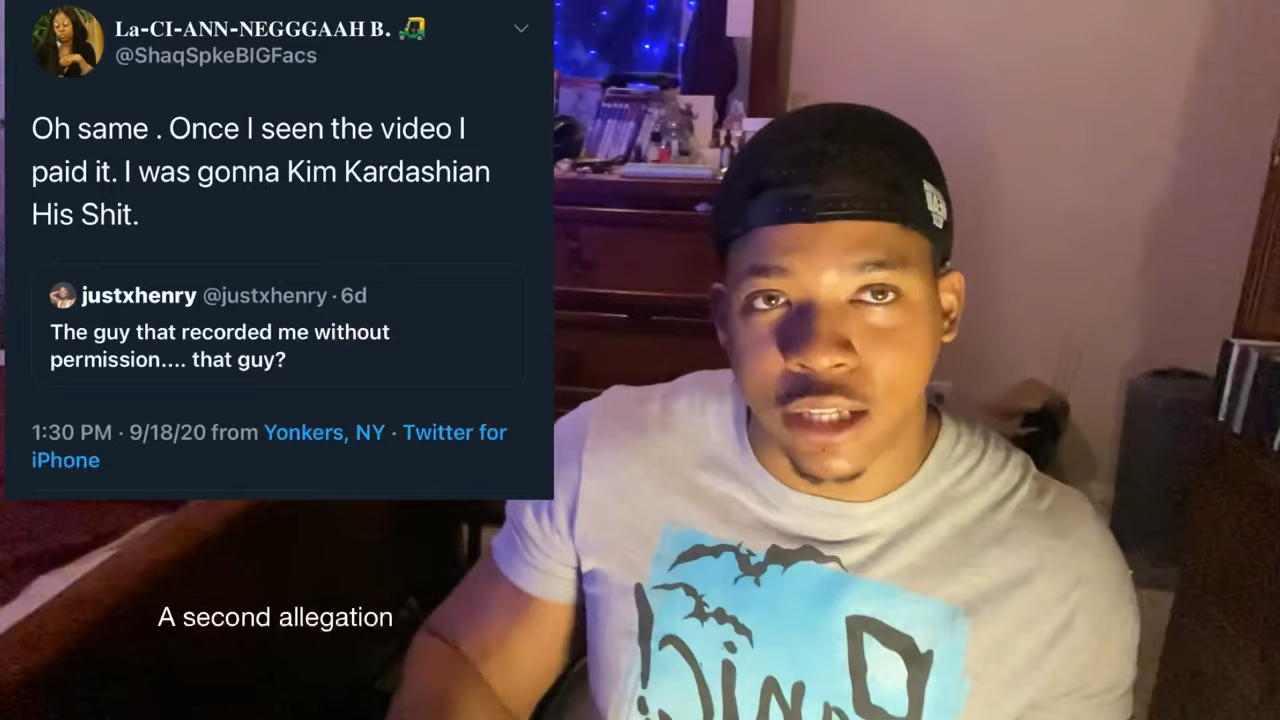 La-CI-ANN-NEGGGAAH B. 🛺
@ShaqSpkeBIGFacs
Oh same . Once I seen the video I
paid it. I was gonna Kim Kardashian
His Shit.
justxhenry @justxhenry · 6d
The guy that recorded me without
permission.... that guy?
1:30 PM · 9/18/20 from Yonkers, NY · Twitter for
iPhone
A second allegation